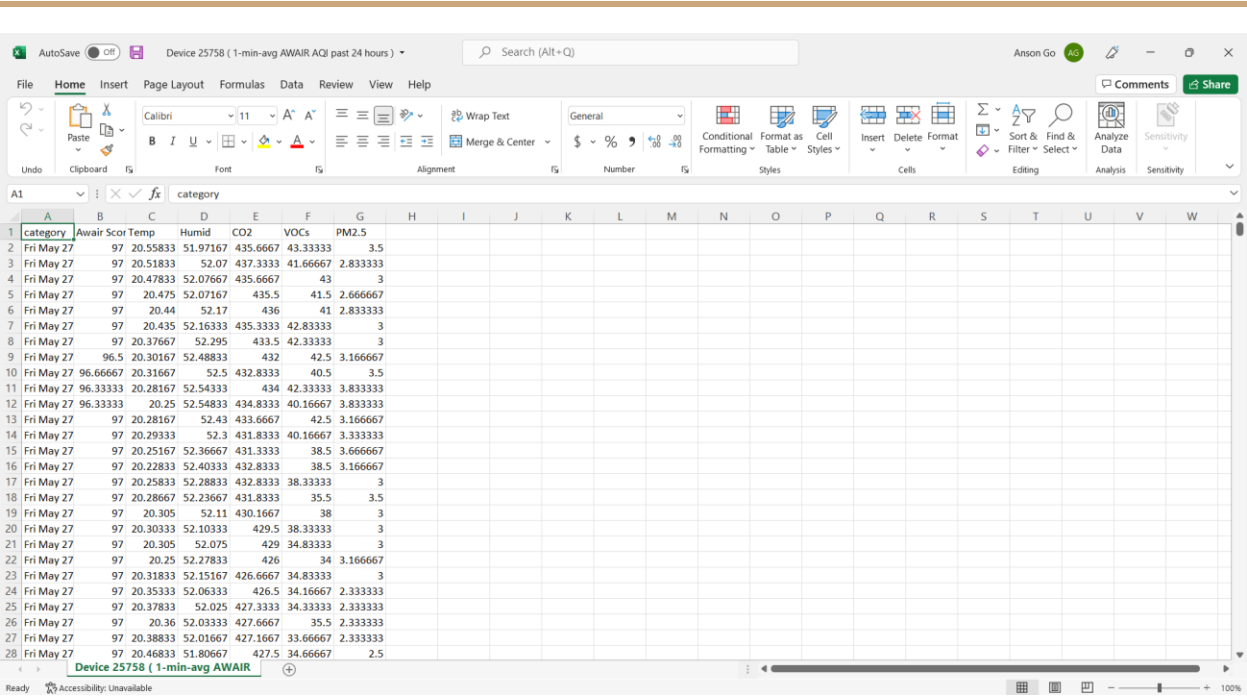 AutoSave Off Device 25758 ( 1-min-avg AWAIR AQI past 24 hours ) Search (Alt+Q) Anson Go AG
File Home Insert Page Layout Formulas Data Review View Help Comments Share
Calibri 11 Wrap Text General
Paste B I U A Merge & Center $ % 9 Conditional Formatting Format as Table Cell Styles Insert Delete Format Sort & Filter Find & Select Analyze Data Sensitivity
Undo Clipboard Font Alignment Number Styles Cells Editing Analysis Sensitivity
A1 fx category
A B C D E F G H I J K L M N O P Q R S T U V W
1 category Awair Scor Temp Humid CO2 VOCs PM2.5
2 Fri May 27 97 20.55833 51.97167 435.6667 43.33333 3.5
3 Fri May 27 97 20.51833 52.07 437.3333 41.66667 2.833333
4 Fri May 27 97 20.47833 52.07667 435.6667 43 3
5 Fri May 27 97 20.475 52.07167 435.5 41.5 2.666667
6 Fri May 27 97 20.44 52.17 436 41 2.833333
7 Fri May 27 97 20.435 52.16333 435.3333 42.83333 3
8 Fri May 27 97 20.37667 52.295 433.5 42.33333 3
9 Fri May 27 96.5 20.30167 52.48833 432 42.5 3.166667
10 Fri May 27 96.66667 20.31667 52.5 432.8333 40.5 3.5
11 Fri May 27 96.33333 20.28167 52.54333 434 42.33333 3.833333
12 Fri May 27 96.33333 20.25 52.54833 434.8333 40.16667 3.833333
13 Fri May 27 97 20.28167 52.43 433.6667 42.5 3.166667
14 Fri May 27 97 20.29333 52.3 431.8333 40.16667 3.333333
15 Fri May 27 97 20.25167 52.36667 431.3333 38.5 3.666667
16 Fri May 27 97 20.22833 52.40333 432.8333 38.5 3.166667
17 Fri May 27 97 20.25833 52.28833 432.8333 38.33333 3
18 Fri May 27 97 20.28667 52.23667 431.8333 35.5 3.5
19 Fri May 27 97 20.305 52.11 430.1667 38 3
20 Fri May 27 97 20.30333 52.10333 429.5 38.33333 3
21 Fri May 27 97 20.305 52.075 429 34.83333 3
22 Fri May 27 97 20.25 52.27833 426 34 3.166667
23 Fri May 27 97 20.31833 52.15167 426.6667 34.83333 3
24 Fri May 27 97 20.35333 52.06333 426.5 34.16667 2.333333
25 Fri May 27 97 20.37833 52.025 427.3333 34.33333 2.333333
26 Fri May 27 97 20.36 52.03333 427.6667 35.5 2.333333
27 Fri May 27 97 20.38833 52.01667 427.1667 33.66667 2.333333
28 Fri May 27 97 20.46833 51.80667 427.5 34.66667 2.5
Device 25758 ( 1-min-avg AWAIR
Ready Accessibility: Unavailable 100%